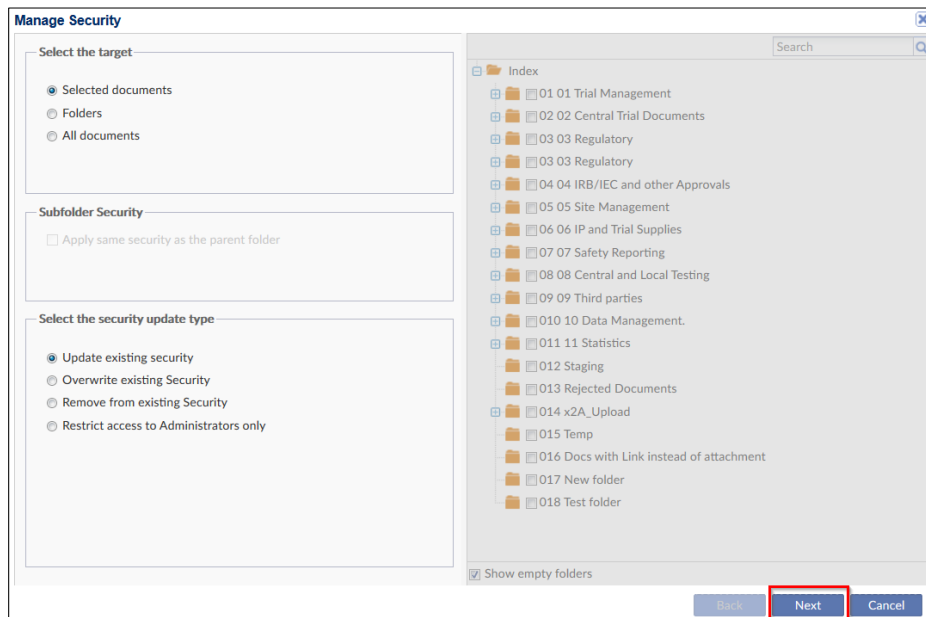 Manage Security
Select the target
Selected documents
Folders
All documents
Subfolder Security
Apply same security as the parent folder
Select the security update type
Update existing security
Overwrite existing Security
Remove from existing Security
Restrict access to Administrators only
Search
Index
01 01 Trial Management
02 02 Central Trial Documents
03 03 Regulatory
03 03 Regulatory
04 04 IRB/IEC and other Approvals
05 05 Site Management
06 06 IP and Trial Supplies
07 07 Safety Reporting
08 08 Central and Local Testing
09 09 Third parties
010 10 Data Management.
011 11 Statistics
012 Staging
013 Rejected Documents
014 x2A_Upload
015 Temp
016 Docs with Link instead of attachment
017 New folder
018 Test folder
Show empty folders
Back Next Cancel